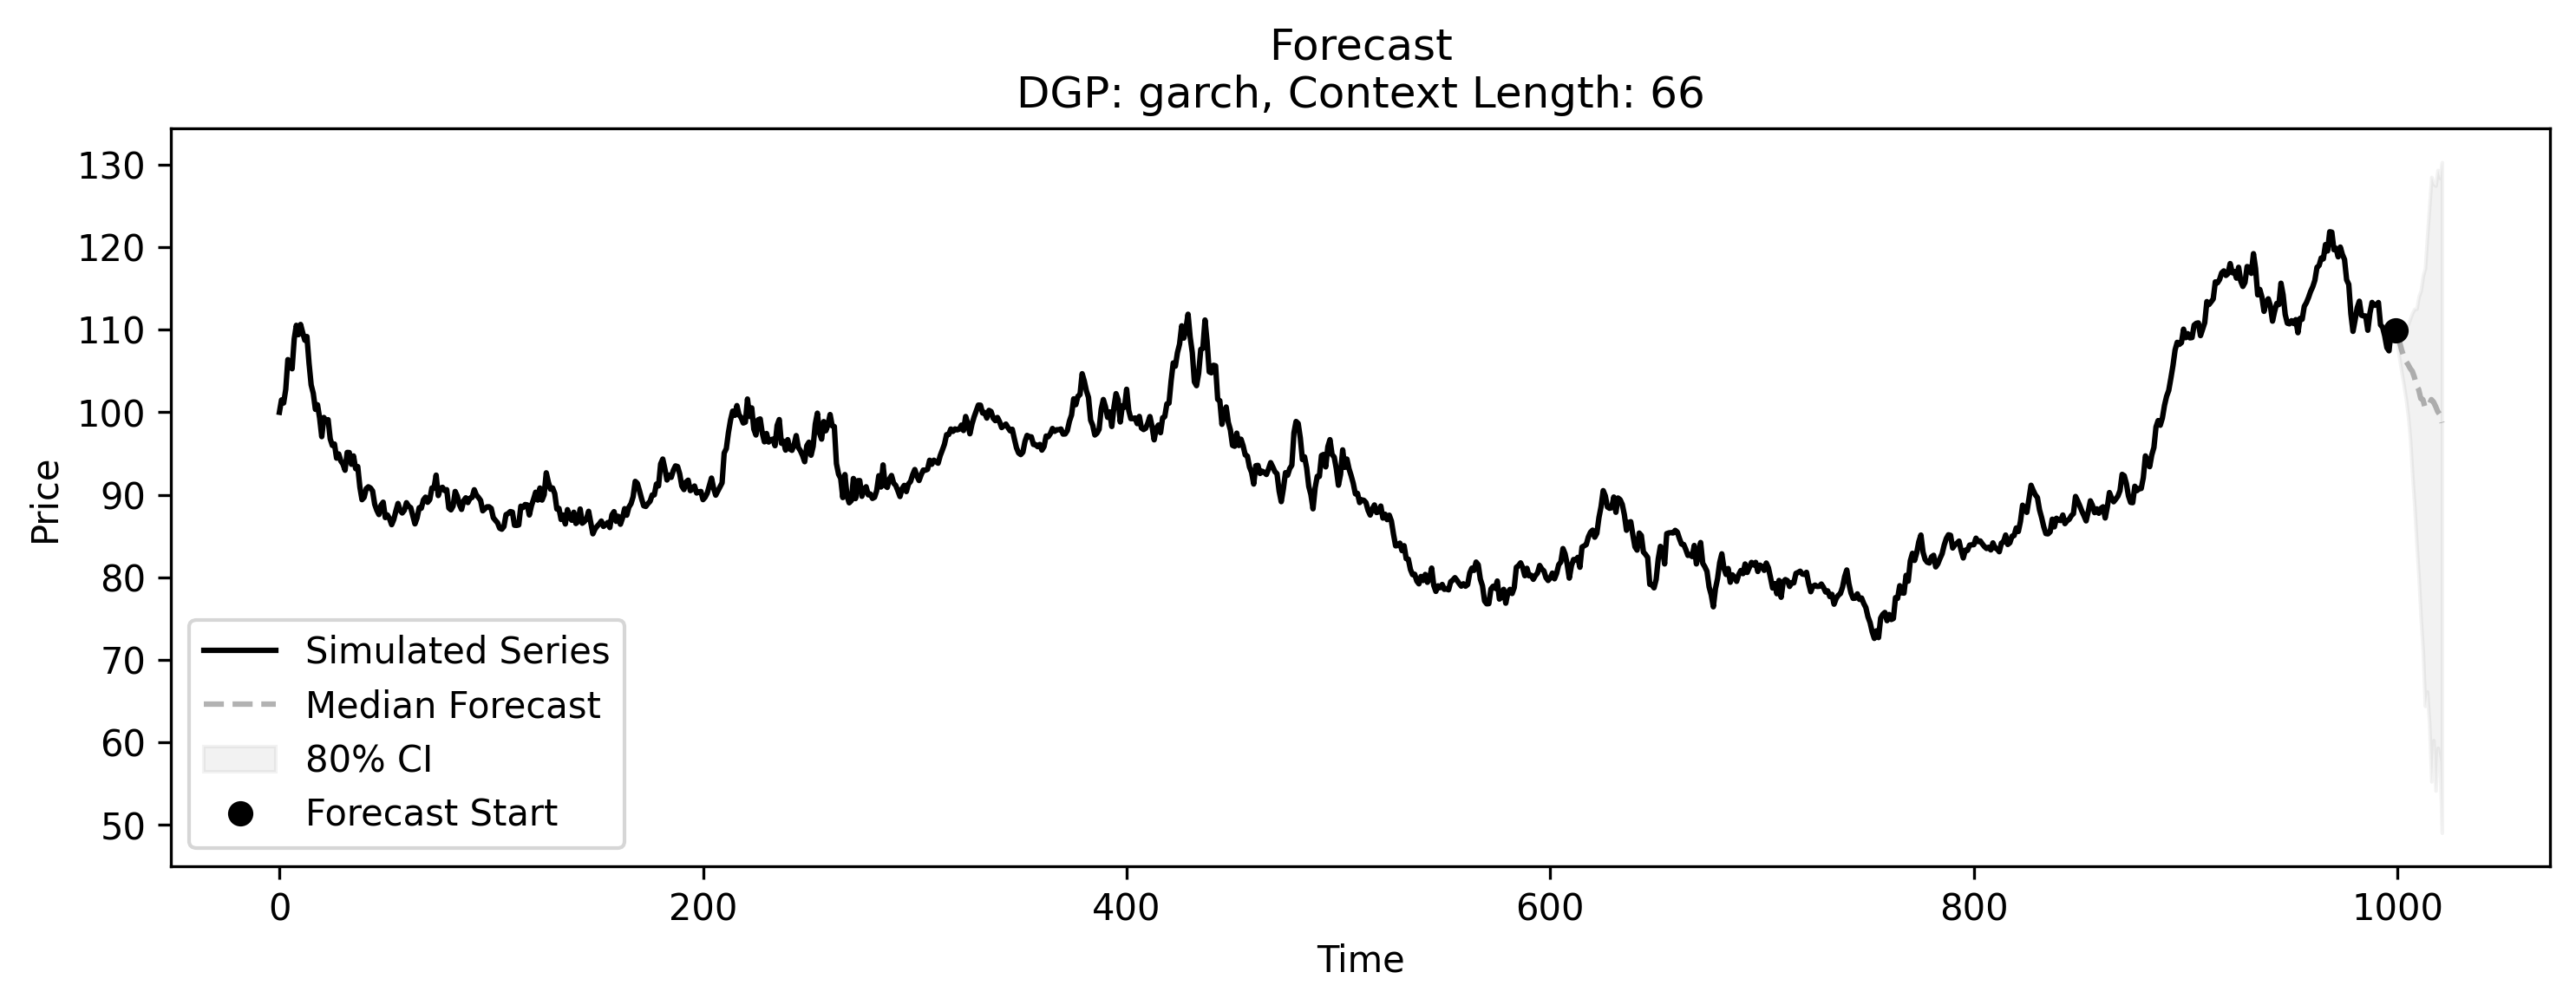 Forecast
DGP: garch, Context Length: 66
130
120
110
100
90
80
70
60
50
Price
Simulated Series
Median Forecast
80% CI
Forecast Start
0
200
400
600
800
1000
Time